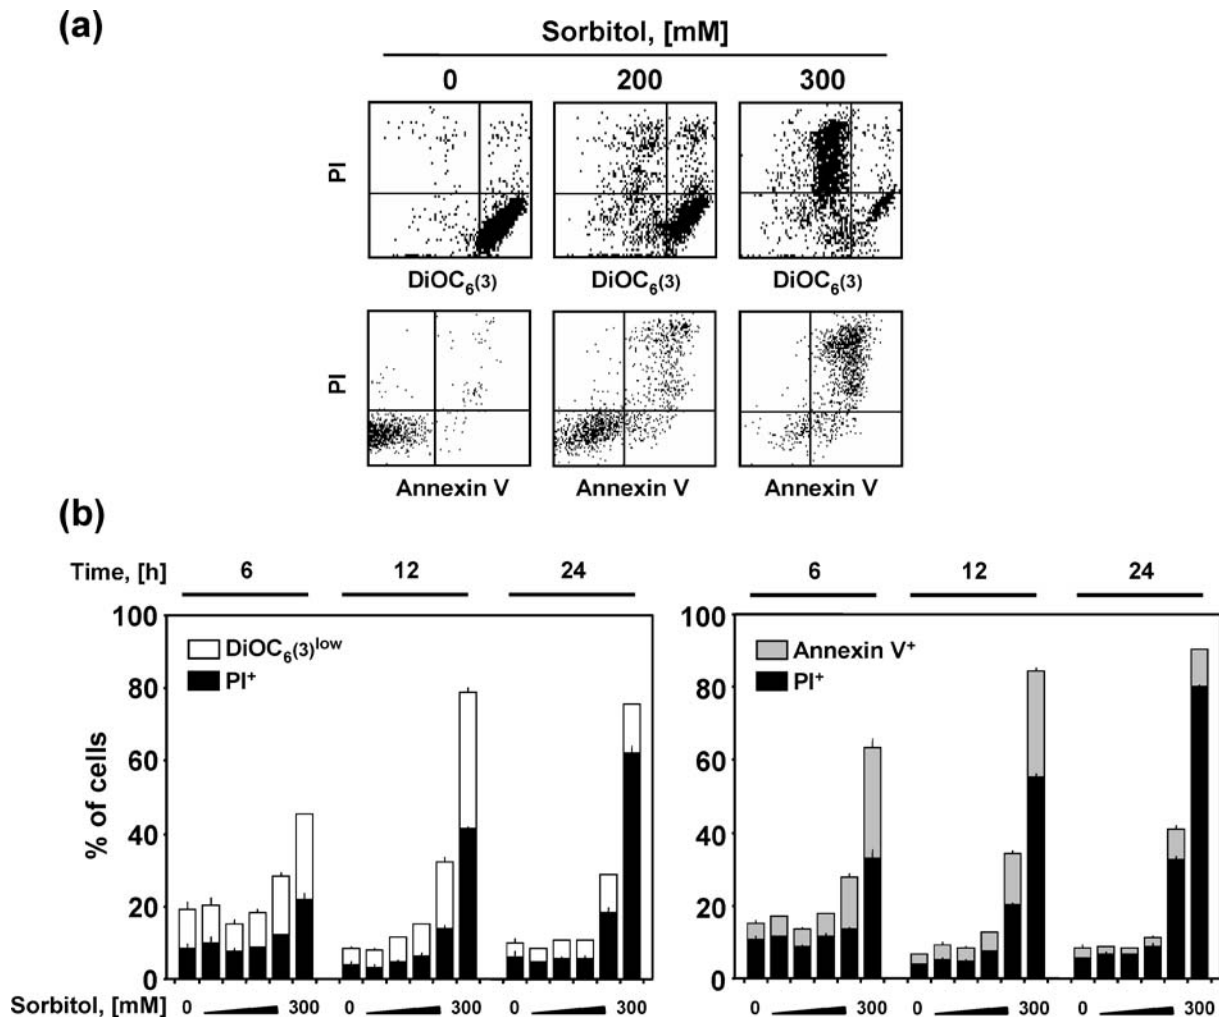 (a)
Sorbitol, [mM]
0 200 300
PI
DiOC6(3) DiOC6(3) DiOC6(3)
PI
Annexin V Annexin V Annexin V
(b)
Time, [h] 6 12 24 6 12 24
100 100
DiOC6(3)low Annexin V+
PI+ PI+
80 80
60 60
% of cells
40 40
20 20
0 0
Sorbitol, [mM] 0 300 0 300 0 300 0 300 0 300 0 300